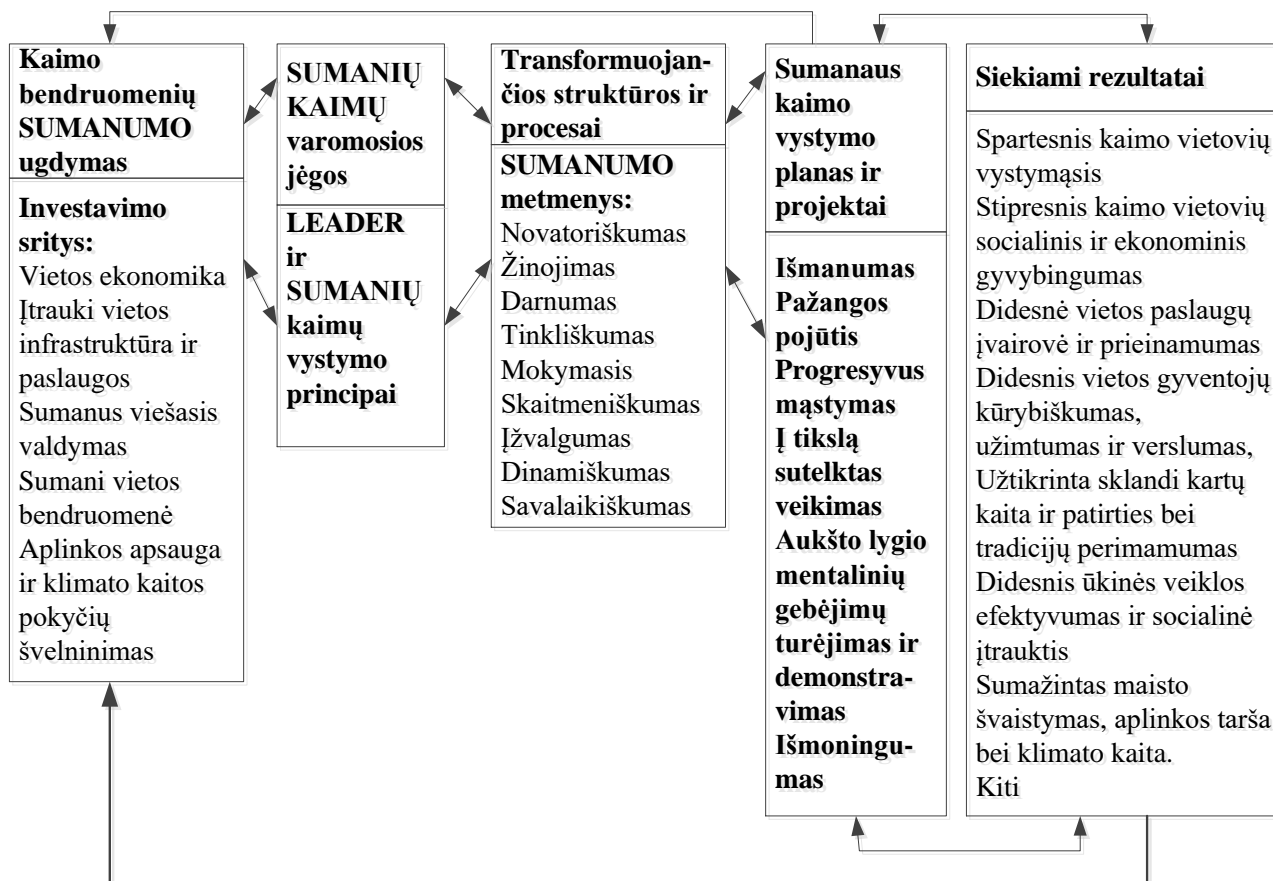 Kaimo
bendruomenių
SUMANUMO
ugdymas
Investavimo
sritys:
Vietos ekonomika
Įtrauki vietos
infrastruktūra ir
paslaugos
Sumanus viešasis
valdymas
Sumani vietos
bendruomenė
Aplinkos apsauga
ir klimato kaitos
pokyčių
švelninimas
SUMANIŲ
KAIMŲ
varomosios
jėgos
LEADER
ir
SUMANIŲ
kaimų
vystymo
principai
Transformuojan-
čios struktūros ir
procesai
SUMANUMO
metmenys:
Novatoriškumas
Žinojimas
Darnumas
Tinkliškumas
Mokymasis
Skaitmeniškumas
Įžvalgumas
Dinamiškumas
Savalaikiškumas
Sumanaus
kaimo
vystymo
planas ir
projektai
Išmanumas
Pažangos
pojūtis
Progresyvus
mąstymas
Į tikslą
sutelktas
veikimas
Aukšto lygio
mentalinių
gebėjimų
turėjimas ir
demonstra-
vimas
Išmoningu-
mas
Siekiami rezultatai
Spartesnis kaimo vietovių
vystymąsis
Stipresnis kaimo vietovių
socialinis ir ekonominis
gyvybingumas
Didesnė vietos paslaugų
įvairovė ir prieinamumas
Didesnis vietos gyventojų
kūrybiškumas,
užimtumas ir verslumas,
Užtikrinta sklandi kartų
kaita ir patirties bei
tradicijų perimamumas
Didesnis ūkinės veiklos
efektyvumas ir socialinė
įtrauktis
Sumažintas maisto
švaistymas, aplinkos tarša
bei klimato kaita.
Kiti